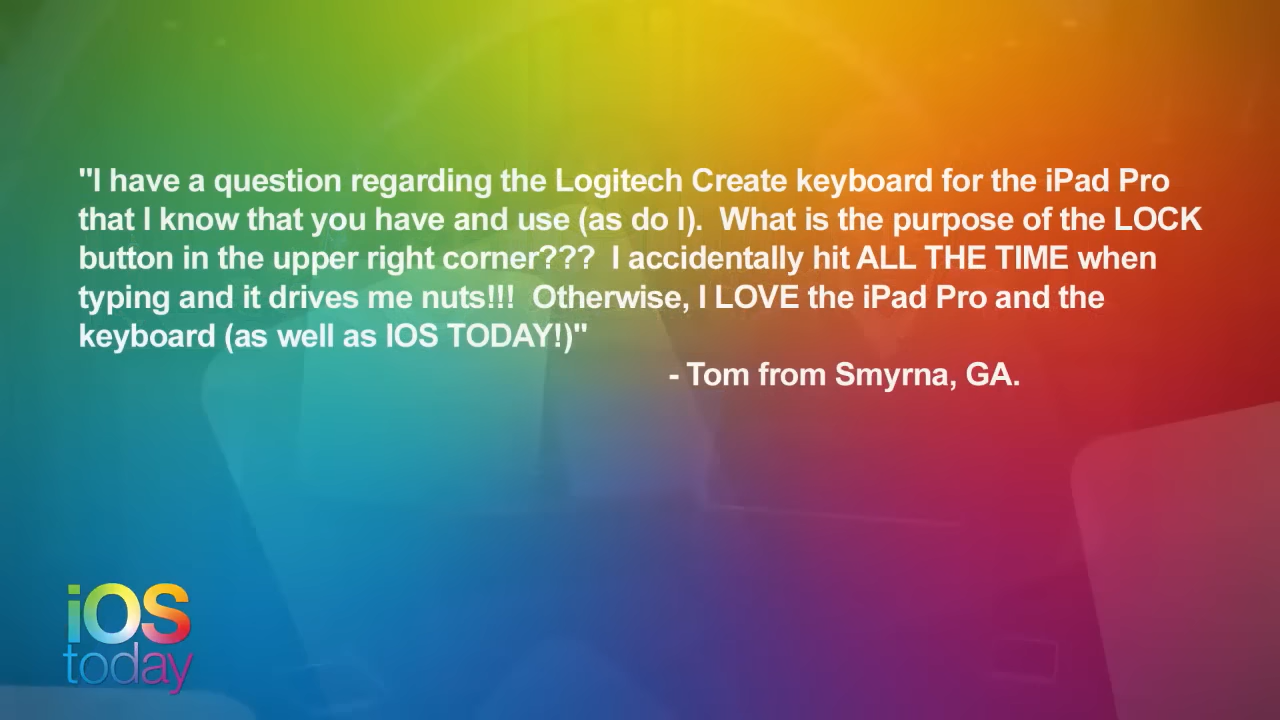 "I have a question regarding the Logitech Create keyboard for the iPad Pro
that I know that you have and use (as do I).  What is the purpose of the LOCK
button in the upper right corner???  I accidentally hit ALL THE TIME when
typing and it drives me nuts!!!  Otherwise, I LOVE the iPad Pro and the
keyboard (as well as IOS TODAY!)"
- Tom from Smyrna, GA.
iOS
today